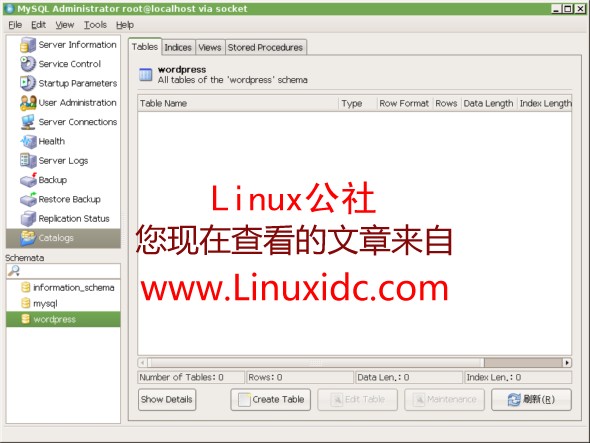 MySQL Administrator root@localhost via socket
File Edit View Tools Help
Server Information
Service Control
Startup Parameters
User Administration
Server Connections
Health
Server Logs
Backup
Restore Backup
Replication Status
Catalogs
Schemata
information_schema
mysql
wordpress
Tables Indices Views Stored Procedures
wordpress
All tables of the 'wordpress' schema
Table Name Type Row Format Rows Data Length Index Length
Linux公社
您现在查看的文章来自
www.Linuxidc.com
Number of Tables: 0 Rows: 0 Data Len.: 0 Index Len.: 0
Show Details Create Table Edit Table Maintenance 刷新(R)